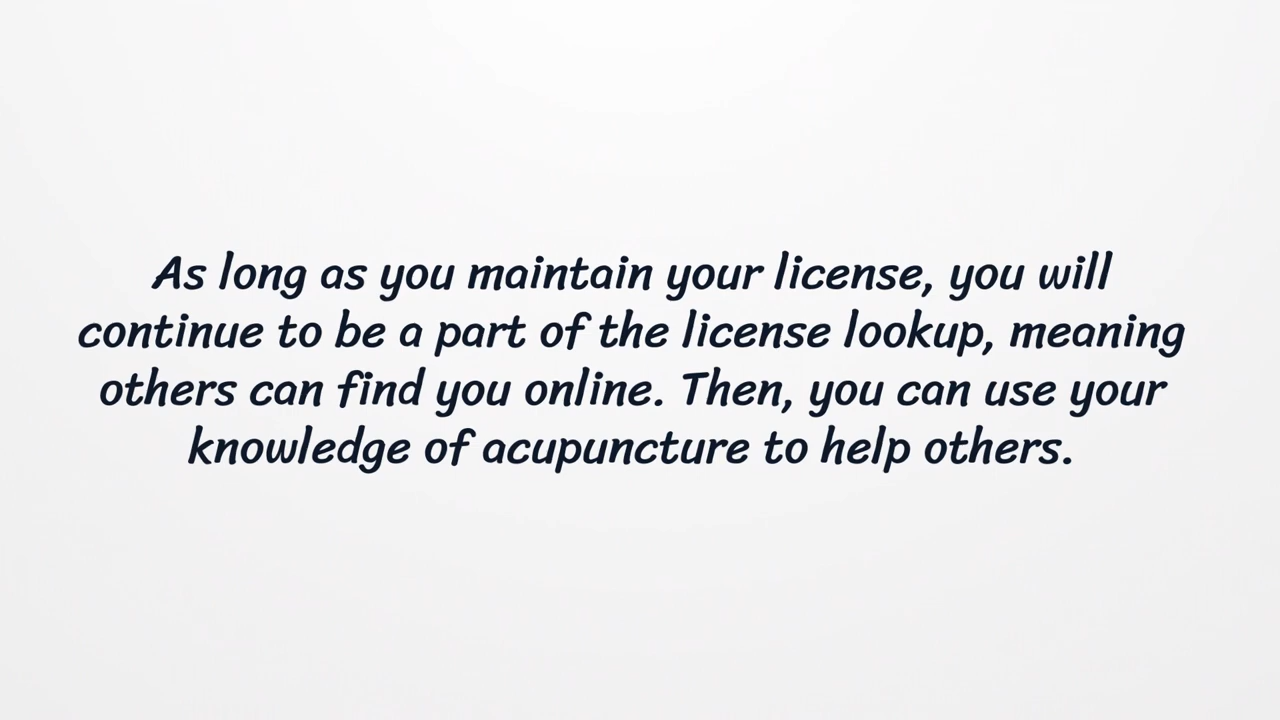 As long as you maintain your license, you will
continue to be a part of the license lookup, meaning
others can find you online. Then, you can use your
knowledge of acupuncture to help others.